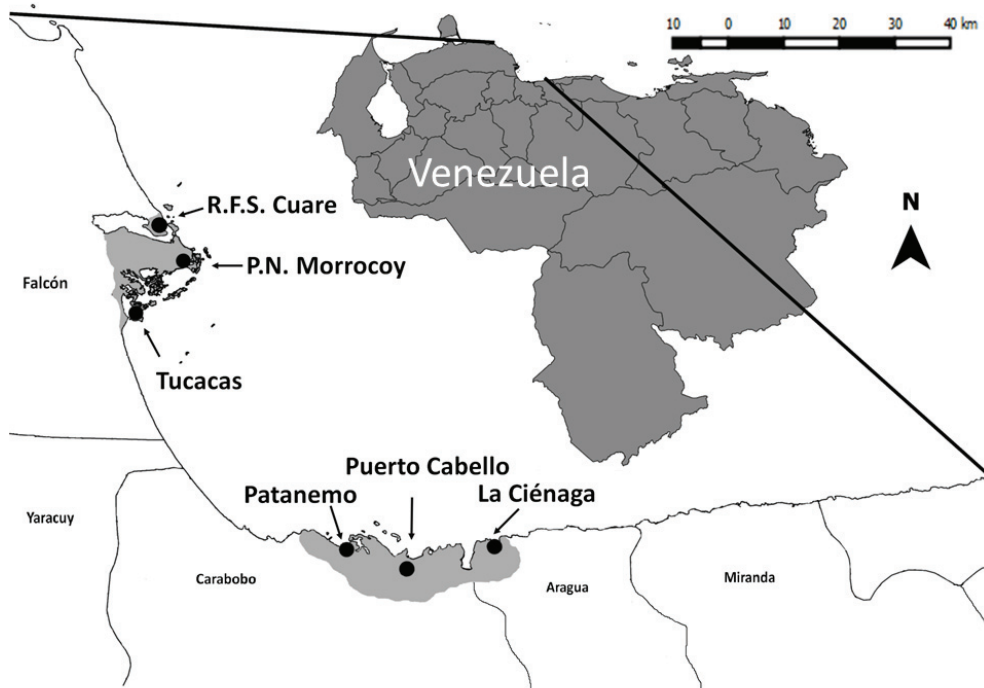 10 0 10 20 30 40 km
Venezuela
N
R.F.S. Cuare
P.N. Morrocoy
Falcón
Tucacas
Puerto Cabello
Patanemo
La Ciénaga
Yaracuy
Carabobo
Aragua
Miranda